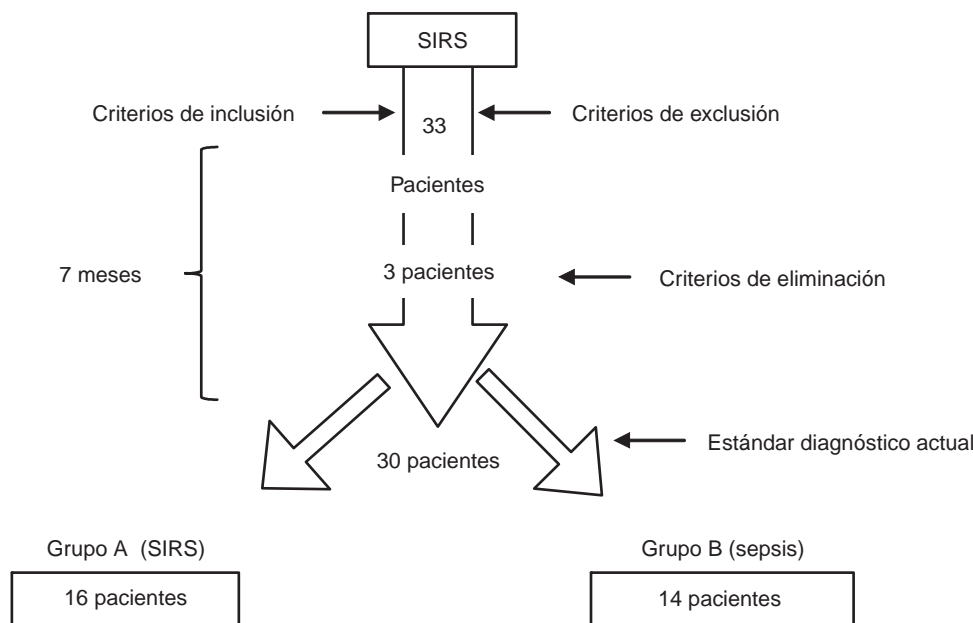 SIRS
Criterios de inclusión
33
Criterios de exclusión
Pacientes
7 meses
3 pacientes
Criterios de eliminación
Estándar diagnóstico actual
30 pacientes
Grupo A (SIRS)
16 pacientes
Grupo B (sepsis)
14 pacientes